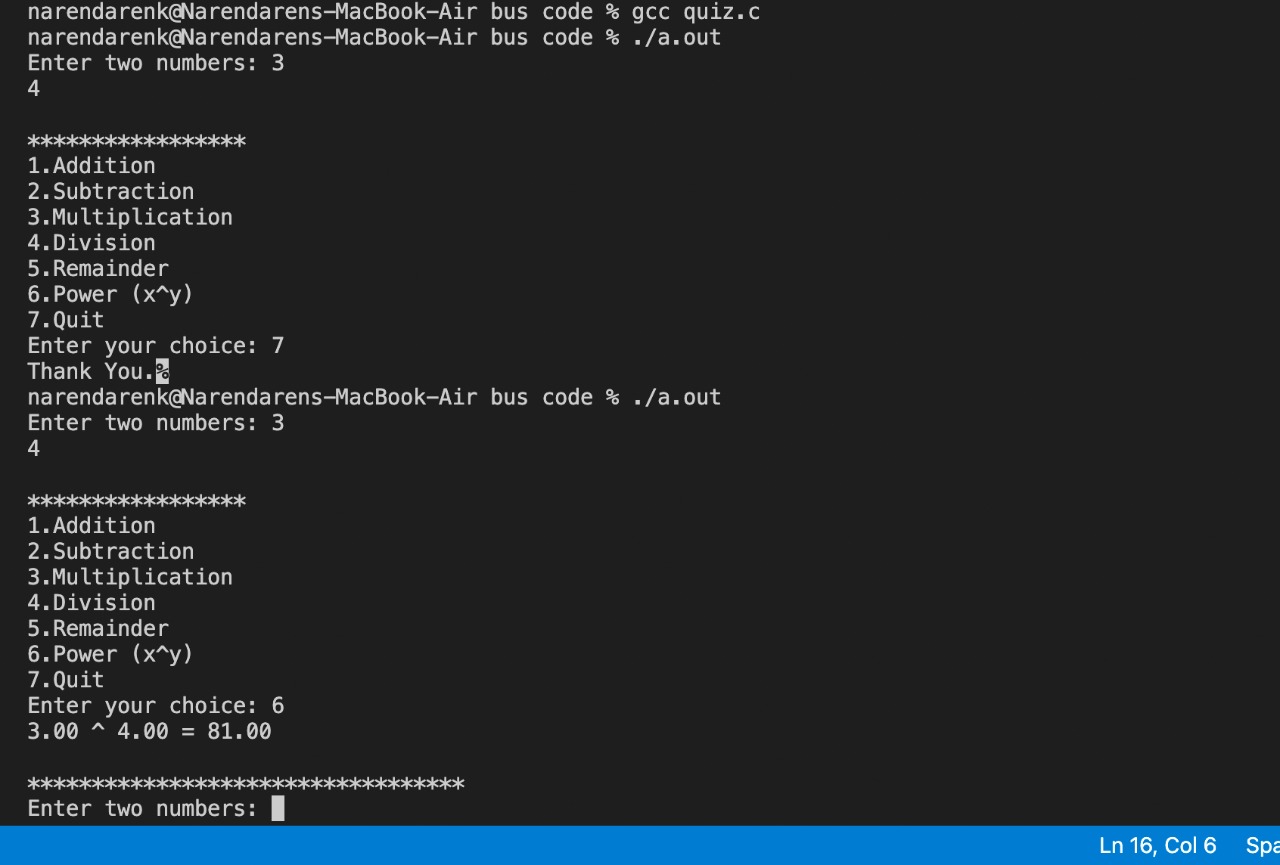 narendarenk@Narendarens-MacBook-Air bus code % gcc quiz.c
narendarenk@Narendarens-MacBook-Air bus code % ./a.out
Enter two numbers: 3
4
*****************
1.Addition
2.Subtraction
3.Multiplication
4.Division
5.Remainder
6.Power (x^y)
7.Quit
Enter your choice: 7
Thank You.%
narendarenk@Narendarens-MacBook-Air bus code % ./a.out
Enter two numbers: 3
4
*****************
1.Addition
2.Subtraction
3.Multiplication
4.Division
5.Remainder
6.Power (x^y)
7.Quit
Enter your choice: 6
3.00 ^ 4.00 = 81.00
**********************************
Enter two numbers:
Ln 16, Col 6 Spa